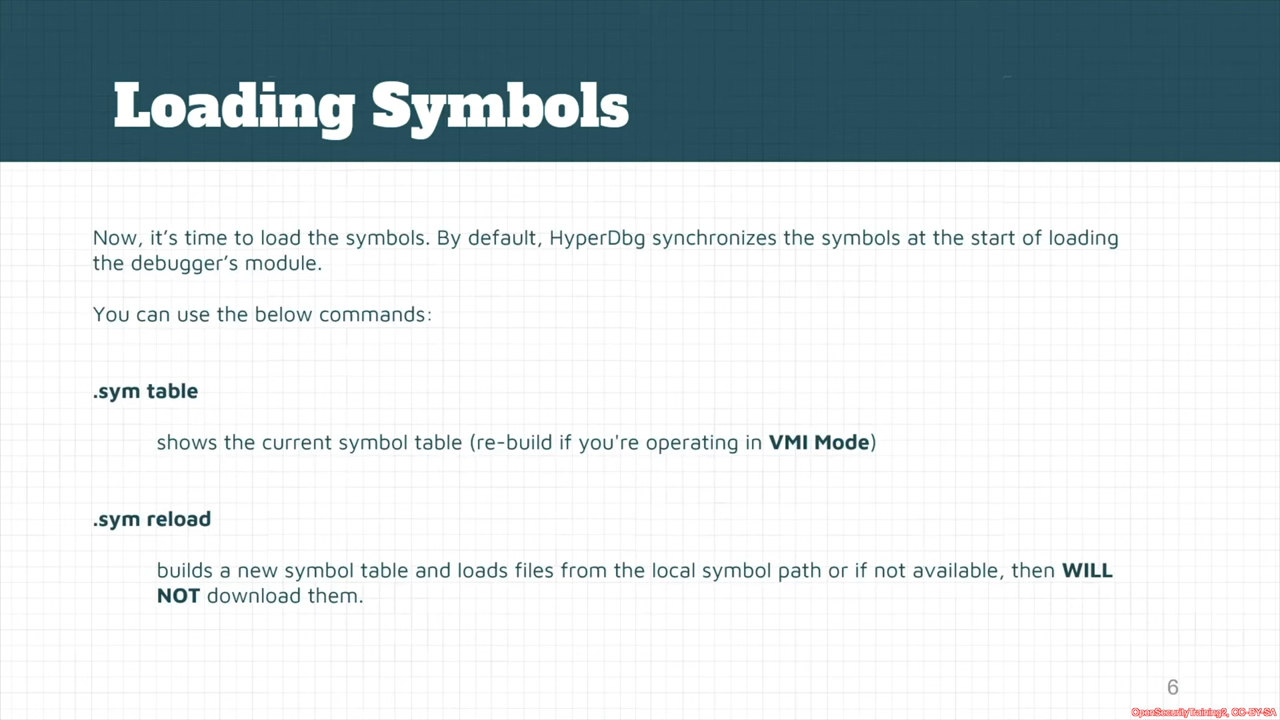 Loading Symbols
Now, it’s time to load the symbols. By default, HyperDbg synchronizes the symbols at the start of loading
the debugger’s module.
You can use the below commands:
.sym table
shows the current symbol table (re-build if you're operating in VMI Mode)
.sym reload
builds a new symbol table and loads files from the local symbol path or if not available, then WILL
NOT download them.
6
OpenSecurityTraining2, CC-BY-SA